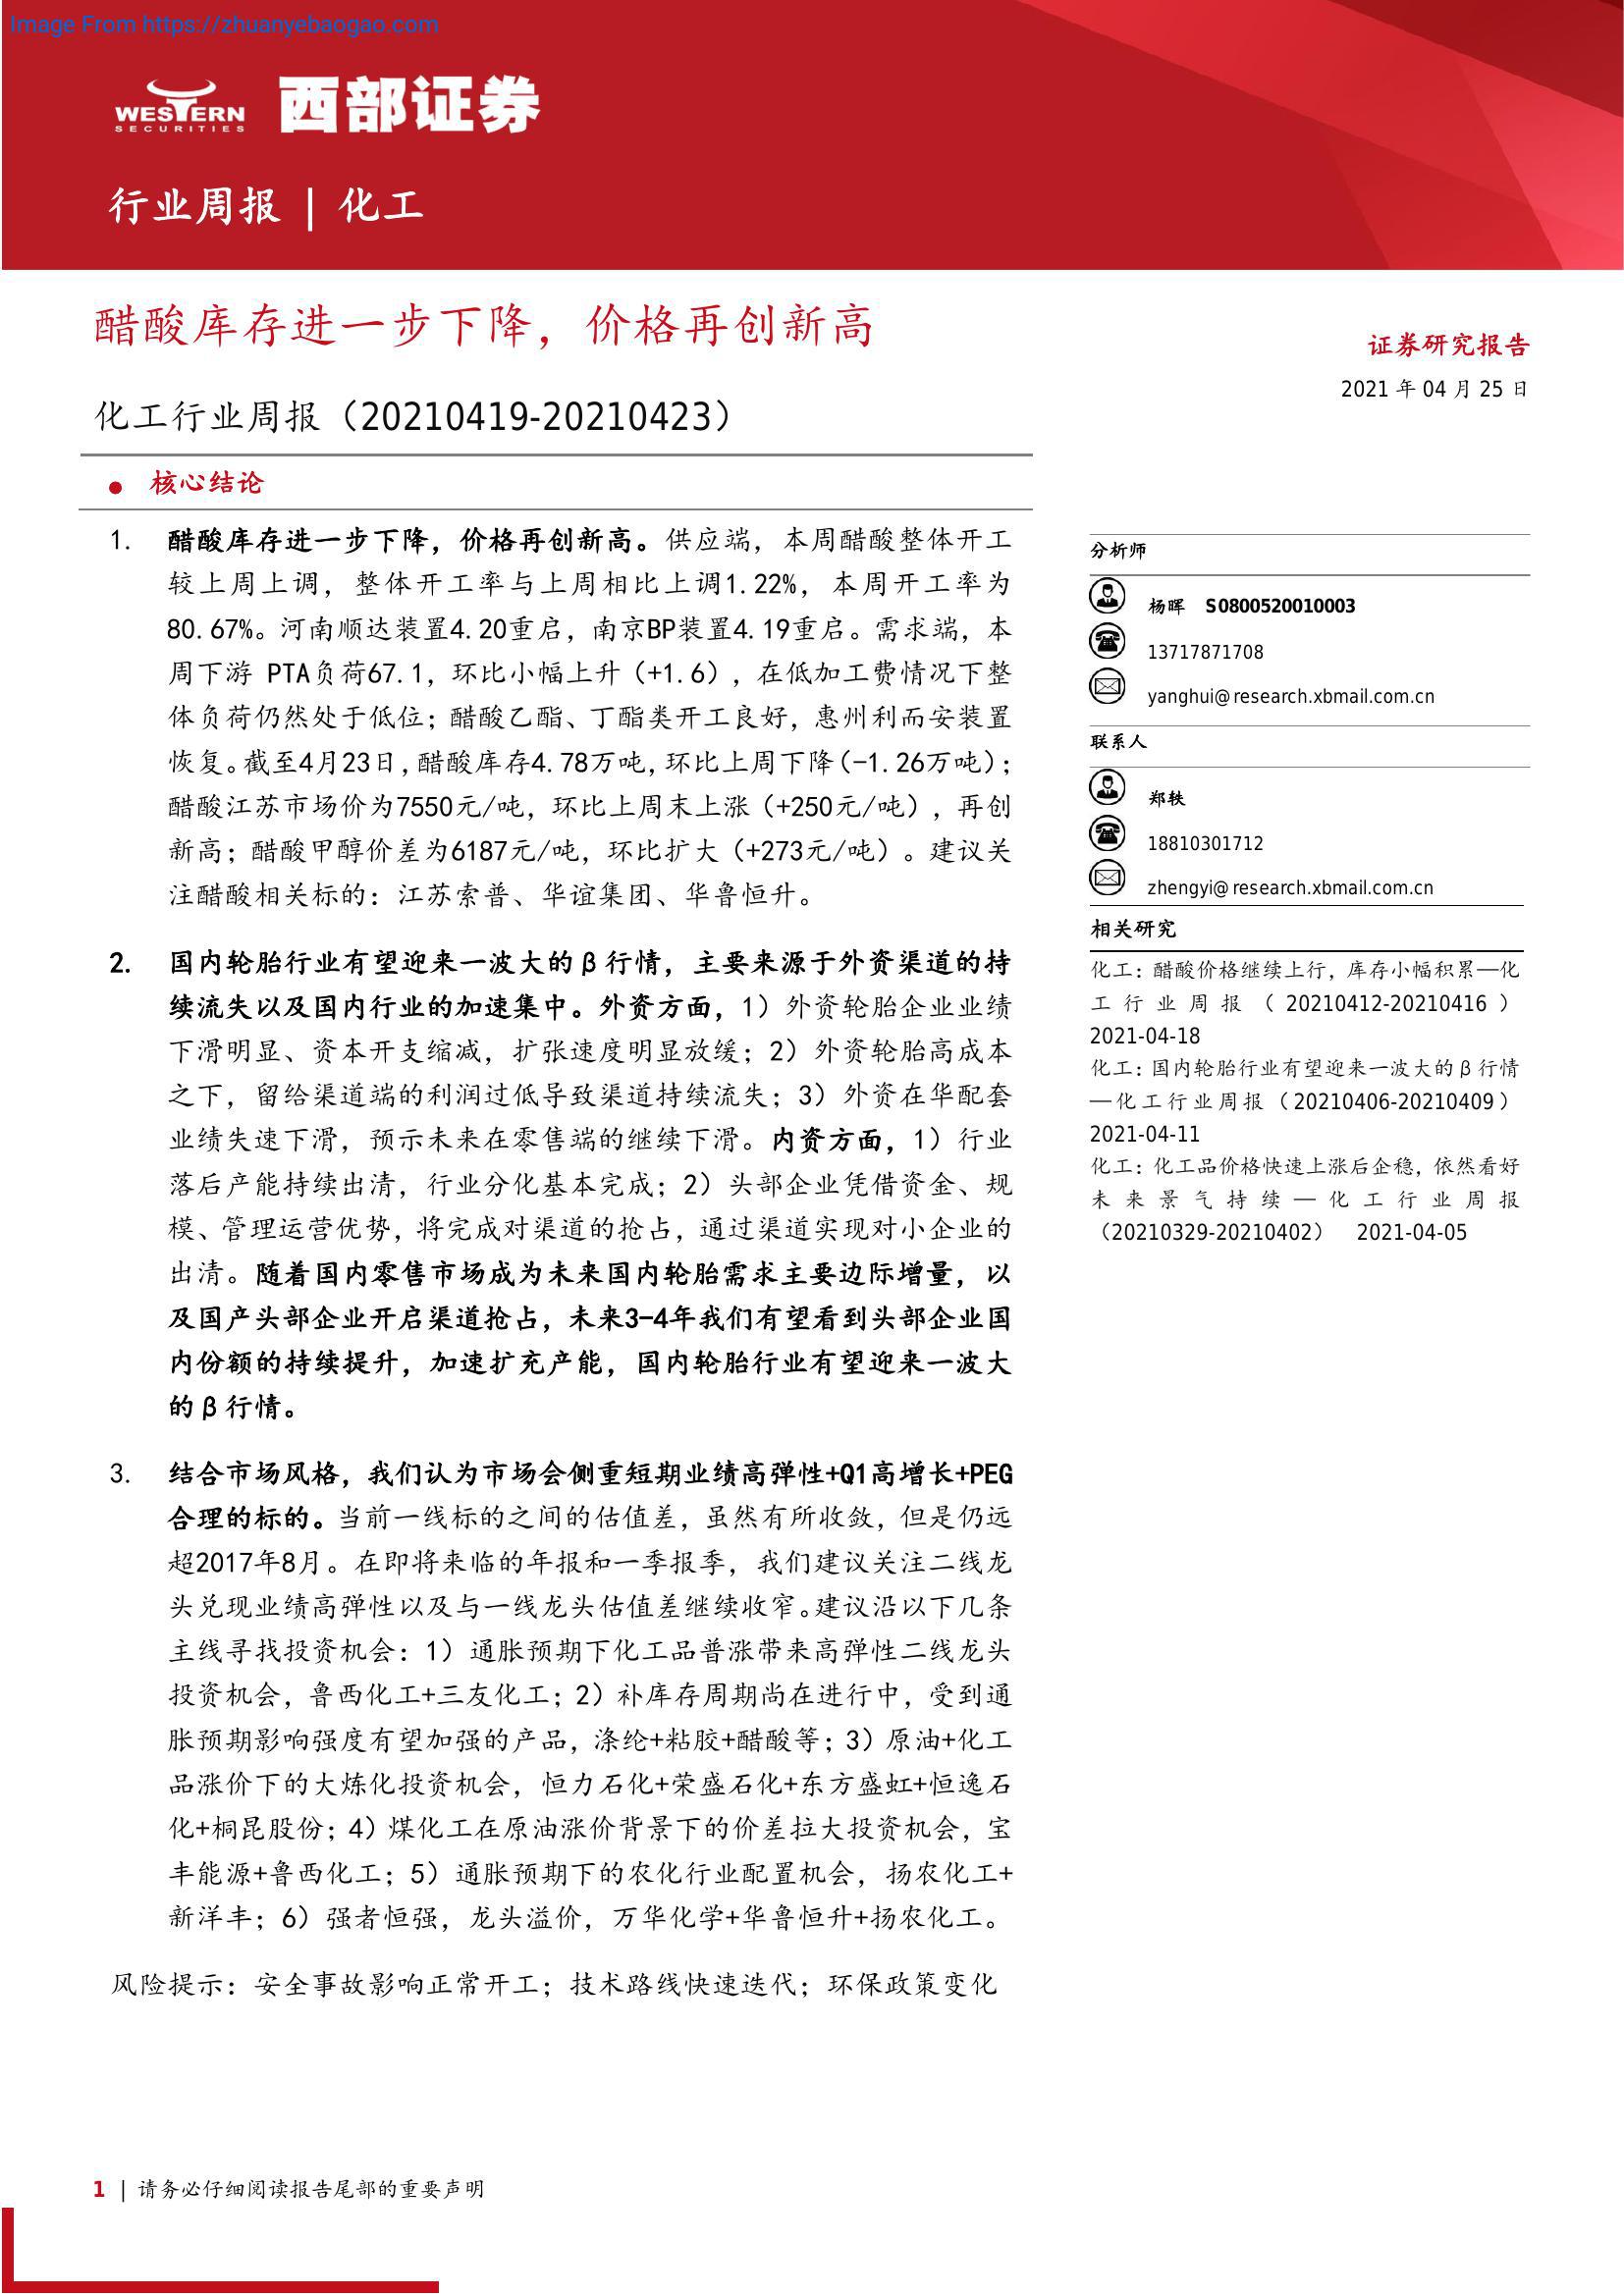 Image From https://zhuanyebaogao.com
WESTERN
SECURITIES
西部证券
行业周报 | 化工
醋酸库存进一步下降，价格再创新高
化工行业周报（20210419-20210423）
证券研究报告
2021 年 04 月 25 日
● 核心结论
1. 醋酸库存进一步下降，价格再创新高。供应端，本周醋酸整体开工
较上周上调，整体开工率与上周相比上调1.22%，本周开工率为
80.67%。河南顺达装置4.20重启，南京BP装置4.19重启。需求端，本
周下游 PTA负荷67.1，环比小幅上升（+1.6），在低加工费情况下整
体负荷仍然处于低位；醋酸乙酯、丁酯类开工良好，惠州利而安装置
恢复。截至4月23日，醋酸库存4.78万吨，环比上周下降（-1.26万吨）；
醋酸江苏市场价为7550元/吨，环比上周末上涨（+250元/吨），再创
新高；醋酸甲醇价差为6187元/吨，环比扩大（+273元/吨）。建议关
注醋酸相关标的：江苏索普、华谊集团、华鲁恒升。
2. 国内轮胎行业有望迎来一波大的β行情，主要来源于外资渠道的持
续流失以及国内行业的加速集中。外资方面，1）外资轮胎企业业绩
下滑明显、资本开支缩减，扩张速度明显放缓；2）外资轮胎高成本
之下，留给渠道端的利润过低导致渠道持续流失；3）外资在华配套
业绩失速下滑，预示未来在零售端的继续下滑。内资方面，1）行业
落后产能持续出清，行业分化基本完成；2）头部企业凭借资金、规
模、管理运营优势，将完成对渠道的抢占，通过渠道实现对小企业的
出清。随着国内零售市场成为未来国内轮胎需求主要边际增量，以
及国产头部企业开启渠道抢占，未来3-4年我们有望看到头部企业国
内份额的持续提升，加速扩充产能，国内轮胎行业有望迎来一波大
的β行情。
3. 结合市场风格，我们认为市场会侧重短期业绩高弹性+Q1高增长+PEG
合理的标的。当前一线标的之间的估值差，虽然有所收敛，但是仍远
超2017年8月。在即将来临的年报和一季报季，我们建议关注二线龙
头兑现业绩高弹性以及与一线龙头估值差继续收窄。建议沿以下几条
主线寻找投资机会：1）通胀预期下化工品普涨带来高弹性二线龙头
投资机会，鲁西化工+三友化工；2）补库存周期尚在进行中，受到通
胀预期影响强度有望加强的产品，涤纶+粘胶+醋酸等；3）原油+化工
品涨价下的大炼化投资机会，恒力石化+荣盛石化+东方盛虹+恒逸石
化+桐昆股份；4）煤化工在原油涨价背景下的价差拉大投资机会，宝
丰能源+鲁西化工；5）通胀预期下的农化行业配置机会，扬农化工+
新洋丰；6）强者恒强，龙头溢价，万华化学+华鲁恒升+扬农化工。
风险提示：安全事故影响正常开工；技术路线快速迭代；环保政策变化
分析师
杨晖 S0800520010003
13717871708
yanghui@research.xbmail.com.cn
联系人
郑轶
18810301712
zhengyi@research.xbmail.com.cn
相关研究
化工：醋酸价格继续上行，库存小幅积累—化
工行业周报（20210412-20210416）
2021-04-18
化工：国内轮胎行业有望迎来一波大的β行情
—化工行业周报（20210406-20210409）
2021-04-11
化工：化工品价格快速上涨后企稳，依然看好
未来景气持续—化工行业周报
（20210329-20210402） 2021-04-05
1 | 请务必仔细阅读报告尾部的重要声明